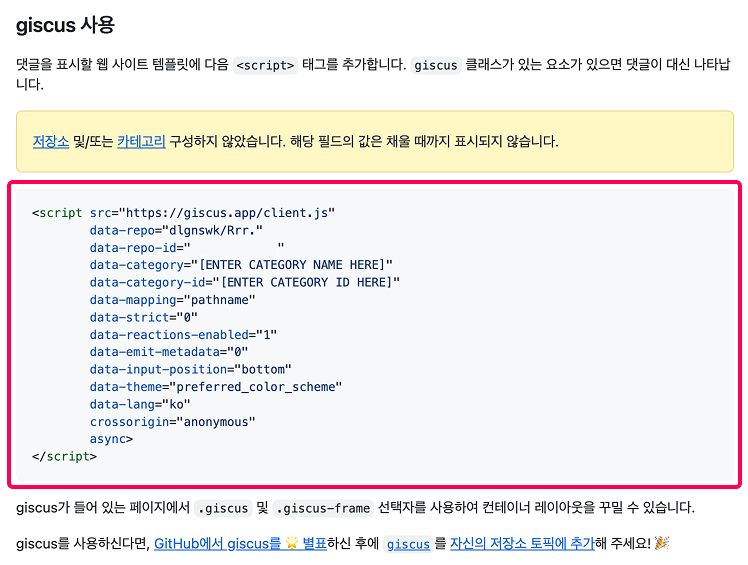 giscus 사용
댓글을 표시할 웹 사이트 템플릿에 다음 <script> 태그를 추가합니다. giscus 클래스가 있는 요소가 있으면 댓글이 대신 나타납
니다.
저장소 및/또는 카테고리 구성하지 않았습니다. 해당 필드의 값은 채울 때까지 표시되지 않습니다.
<script src="https://giscus.app/client.js"
data-repo="dlgnswk/Rrr."
data-repo-id=" "
data-category="[ENTER CATEGORY NAME HERE]"
data-category-id="[ENTER CATEGORY ID HERE]"
data-mapping="pathname"
data-strict="0"
data-reactions-enabled="1"
data-emit-metadata="0"
data-input-position="bottom"
data-theme="preferred_color_scheme"
data-lang="ko"
crossorigin="anonymous"
async>
</script>
giscus가 들어 있는 페이지에서 .giscus 및 .giscus-frame 선택자를 사용하여 컨테이너 레이아웃을 꾸밀 수 있습니다.
giscus를 사용하신다면, GitHub에서 giscus를 🌟 별표하신 후에 giscus 를 자신의 저장소 토픽에 추가해 주세요! 🎉